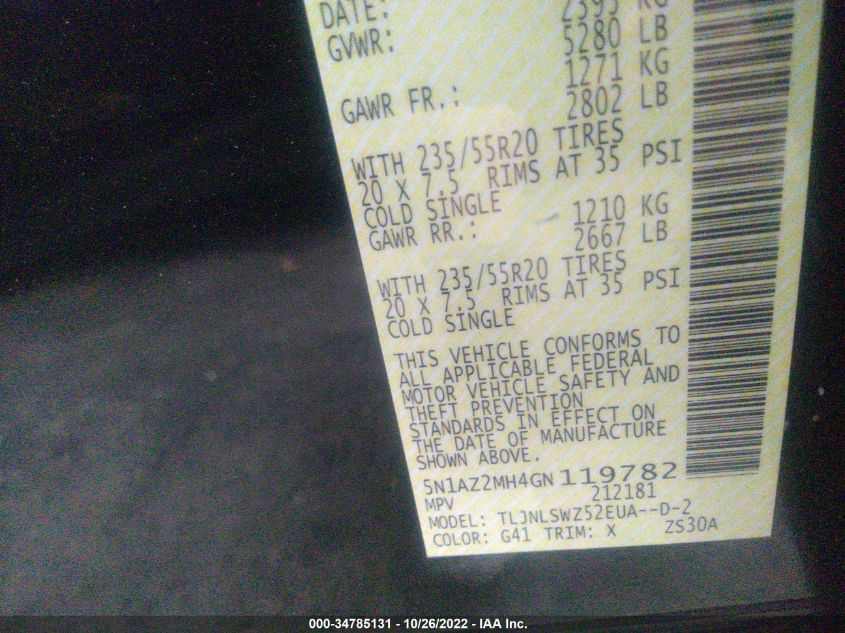 DATE:
2395 KG
GVWR:
5280 LB
1271 KG
GAWR FR.:
2802 LB
WITH 235/55R20 TIRES
20 X 7.5 RIMS AT 35 PSI
COLD SINGLE
1210 KG
GAWR RR.:
2667 LB
WITH 235/55R20 TIRES
20 X 7.5 RIMS AT 35 PSI
COLD SINGLE
THIS VEHICLE CONFORMS TO
ALL APPLICABLE FEDERAL
MOTOR VEHICLE SAFETY AND
THEFT PREVENTION
STANDARDS IN EFFECT ON
THE DATE OF MANUFACTURE
SHOWN ABOVE.
5N1AZ2MH4GN119782
MPV 212181
MODEL: TLJNLSWZ52EUA--D-2
COLOR: G41 TRIM: X ZS30A
000-34785131 - 10/26/2022 - IAA Inc.